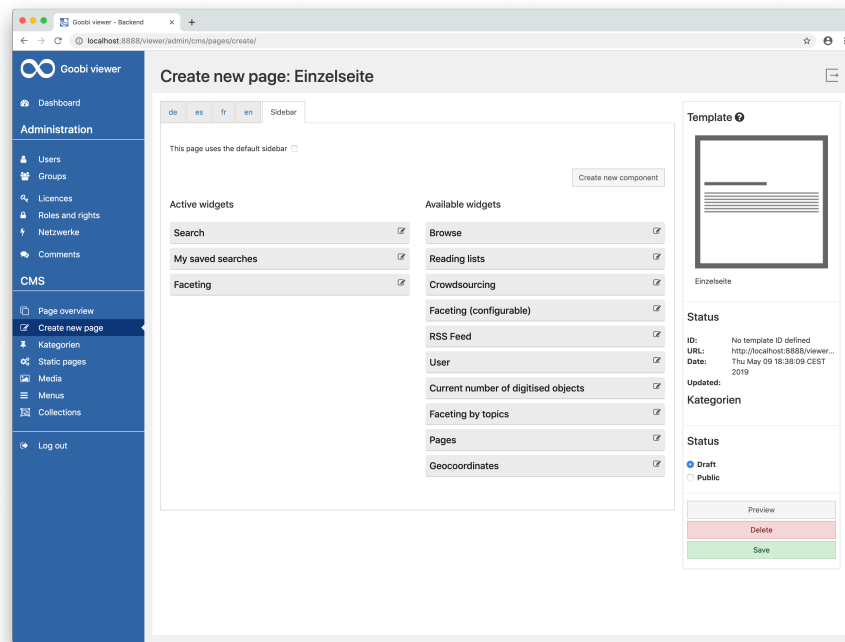 Goobi viewer - Backend
localhost:8888/viewer/admin/cms/pages/create/
Goobi viewer
Dashboard
Administration
Users
Groups
Licences
Roles and rights
Netzwerke
Comments
CMS
Page overview
Create new page
Kategorien
Static pages
Media
Menus
Collections
Log out
Create new page: Einzelseite
de es fr en Sidebar
This page uses the default sidebar
Create new component
Active widgets
Search
My saved searches
Faceting
Available widgets
Browse
Reading lists
Crowdsourcing
Faceting (configurable)
RSS Feed
User
Current number of digitised objects
Faceting by topics
Pages
Geocoordinates
Template
Einzelseite
Status
ID: No template ID defined
URL: http://localhost:8888/viewer...
Date: Thu May 09 18:38:09 CEST
2019
Updated:
Kategorien
Status
Draft
Public
Preview
Delete
Save